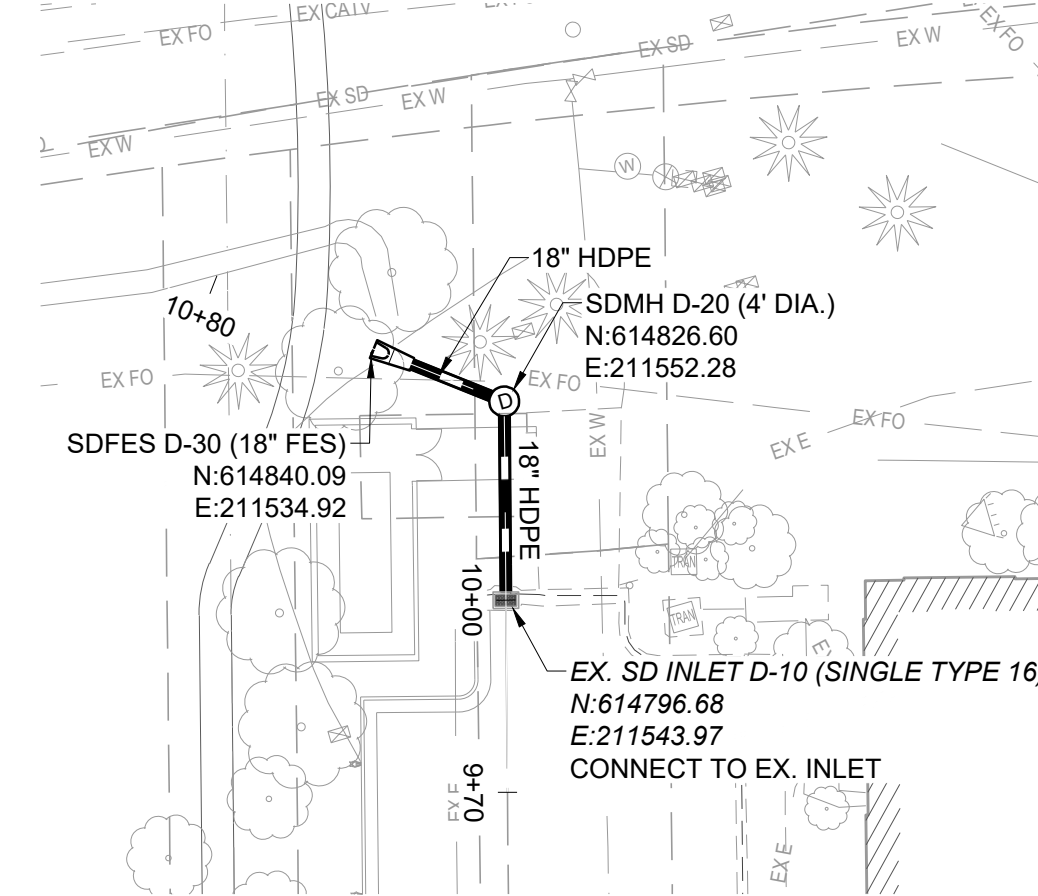 EX CATV
EX FO
EX SD
EX W
EX FO
EX SD
EX W
EX W
W
18" HDPE
10+80
SDMH D-20 (4' DIA.)
N:614826.60
E:211552.28
EX FO
EX FO
D
EX FO
EX W
EX E
SDFES D-30 (18" FES)
N:614840.09
E:211534.92
18" HDPE
TRAN
10+00
TRAN
EX. SD INLET D-10 (SINGLE TYPE 16)
N:614796.68
E:211543.97
CONNECT TO EX. INLET
9+70
EX E
EX E